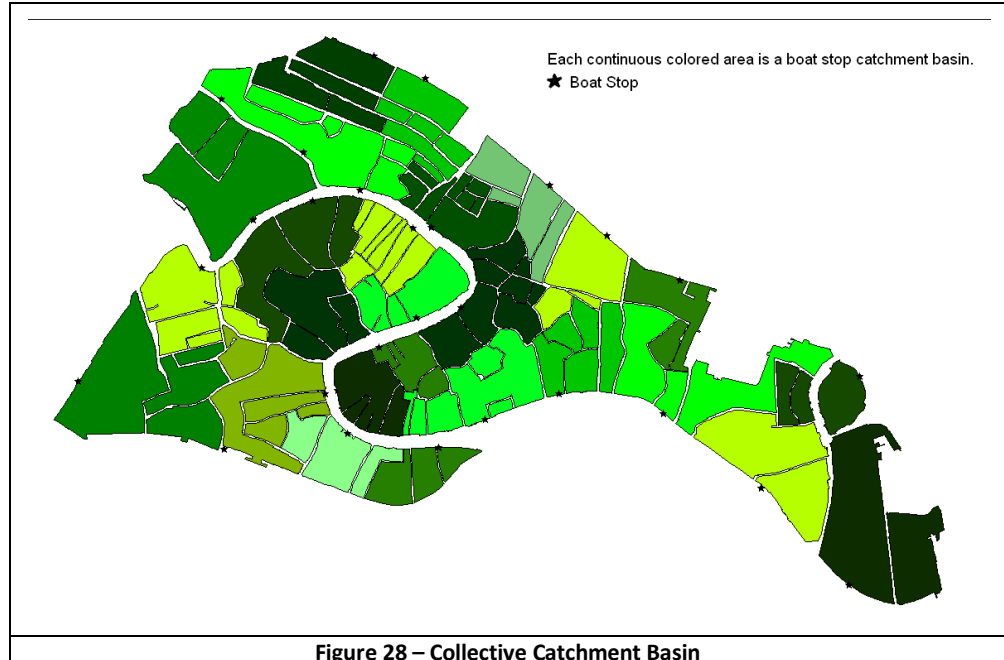 Each continuous colored area is a boat stop catchment basin.
★ Boat Stop
Figure 28 – Collective Catchment Basin